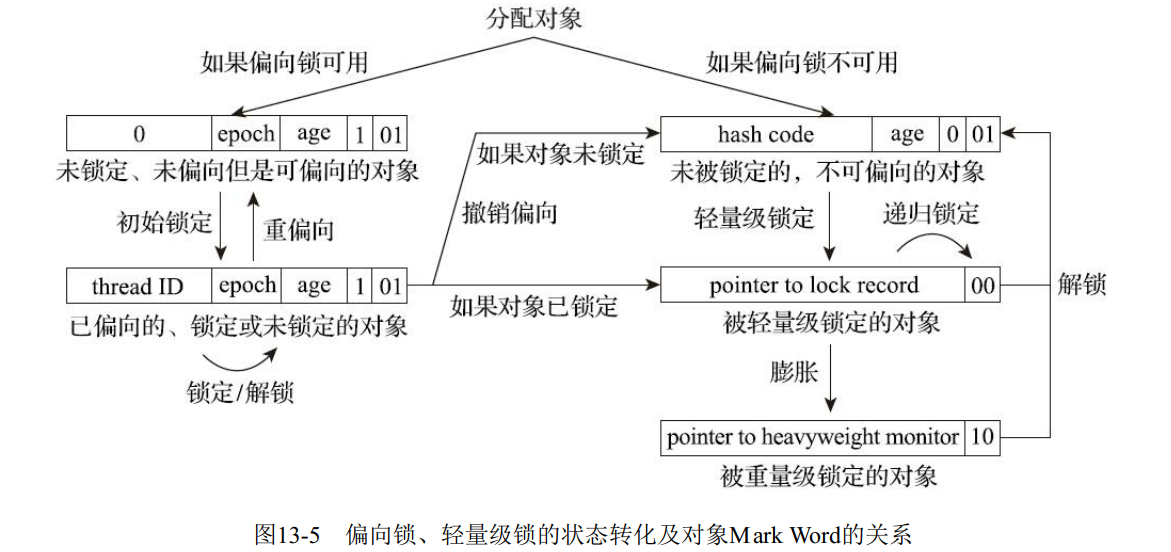 分配对象
如果偏向锁可用
如果偏向锁不可用
0 epoch age 1 01
未锁定、未偏向但是可偏向的对象
初始锁定
重偏向
thread ID epoch age 1 01
已偏向的、锁定或未锁定的对象
锁定/解锁
如果对象未锁定
撤销偏向
如果对象已锁定
hash code age 0 01
未被锁定的，不可偏向的对象
轻量级锁定
递归锁定
pointer to lock record 00
被轻量级锁定的对象
解锁
膨胀
pointer to heavyweight monitor 10
被重量级锁定的对象
图13-5 偏向锁、轻量级锁的状态转化及对象Mark Word的关系